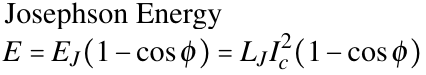 Josephson Energy
E = E_J(1 − cos ϕ) = L_J I_c^2(1 − cos ϕ)